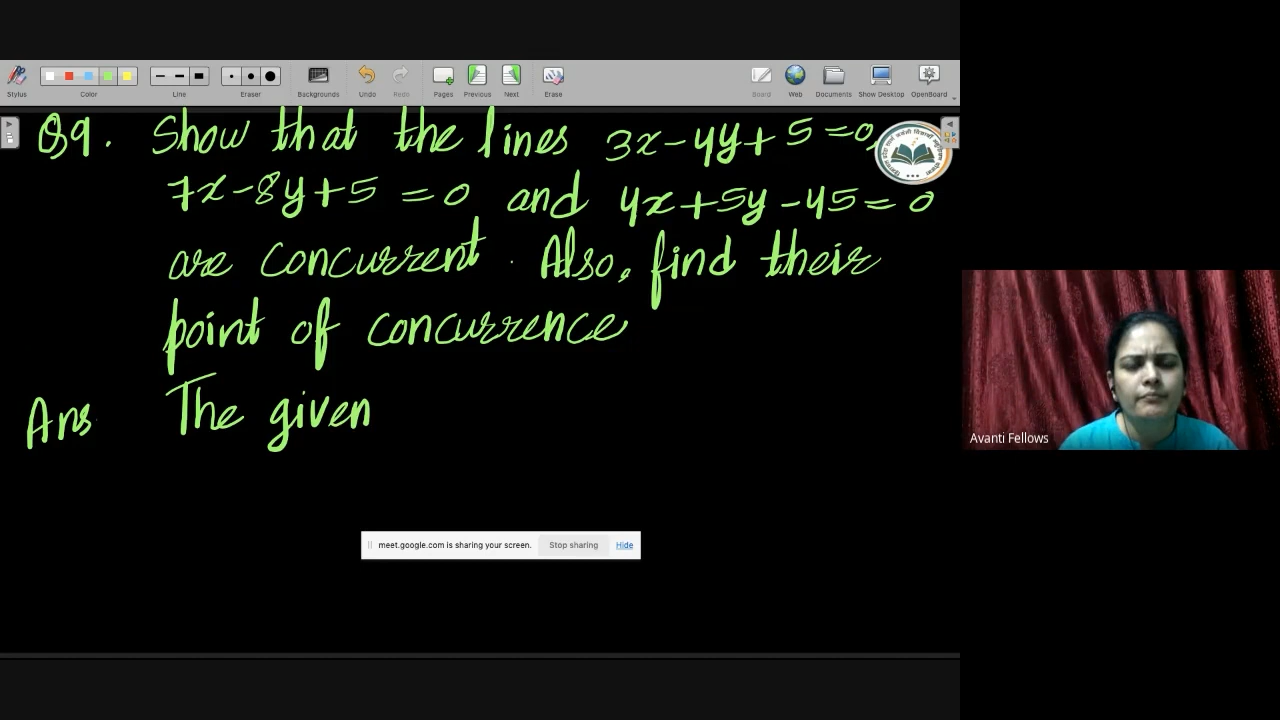 Stylus
Color
Line
Eraser
Backgrounds
Undo
Redo
Pages
Previous
Next
Erase
Board
Web
Documents
Show Desktop
OpenBoard
Q9. Show that the lines 3x-4y+5=0,
7x-8y+5=0 and 4x+5y-45=0
are concurrent. Also, find their
point of concurrence
Ans. The given
Avanti Fellows
meet.google.com is sharing your screen. Stop sharing Hide